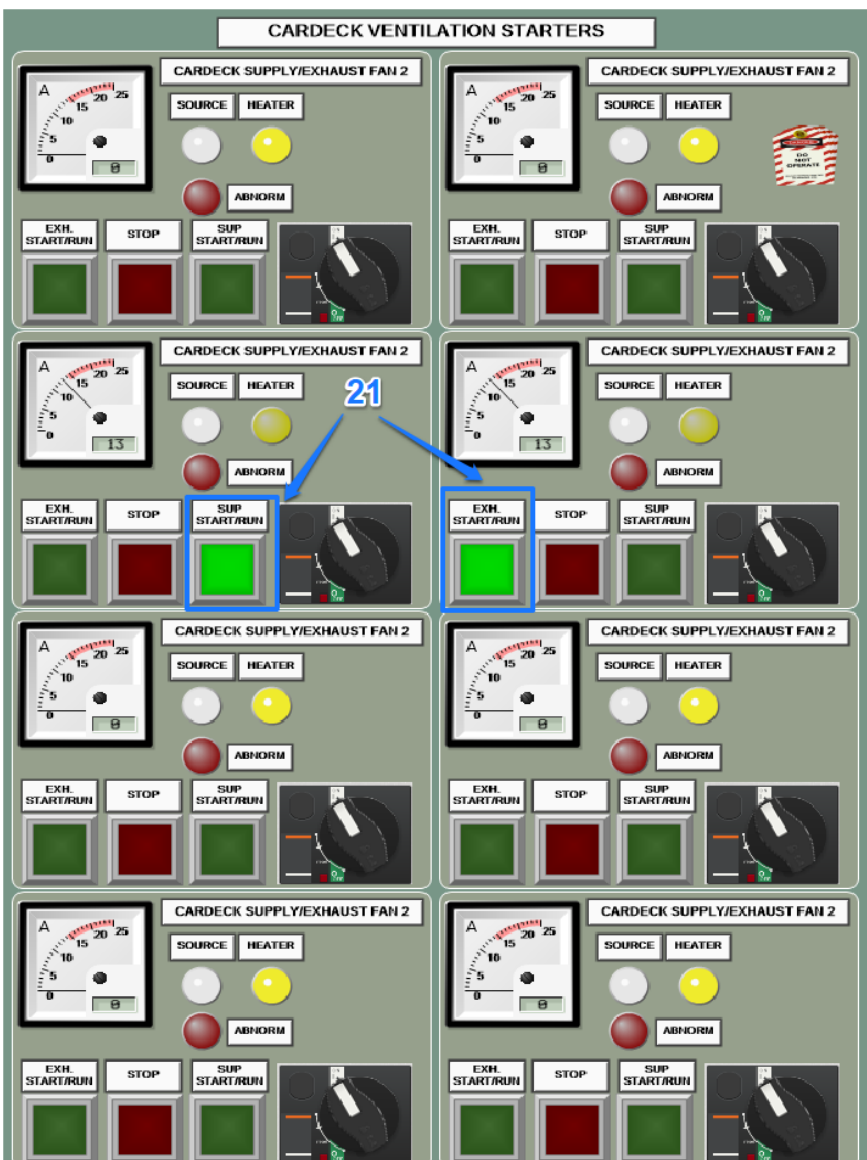 CARDECK VENTILATION STARTERS
CARDECK SUPPLY/EXHAUST FAN 2
A
0
5
10
15
20
25
0
SOURCE
HEATER
ABNORM
EXH.
START/RUN
STOP
SUP
START/RUN
CARDECK SUPPLY/EXHAUST FAN 2
A
0
5
10
15
20
25
0
SOURCE
HEATER
DO
NOT
OPERATE
ABNORM
EXH.
START/RUN
STOP
SUP
START/RUN
CARDECK SUPPLY/EXHAUST FAN 2
A
0
5
10
15
20
25
13
SOURCE
HEATER
21
ABNORM
EXH.
START/RUN
STOP
SUP
START/RUN
CARDECK SUPPLY/EXHAUST FAN 2
A
0
5
10
15
20
25
13
SOURCE
HEATER
ABNORM
EXH.
START/RUN
STOP
SUP
START/RUN
CARDECK SUPPLY/EXHAUST FAN 2
A
0
5
10
15
20
25
0
SOURCE
HEATER
ABNORM
EXH.
START/RUN
STOP
SUP
START/RUN
CARDECK SUPPLY/EXHAUST FAN 2
A
0
5
10
15
20
25
0
SOURCE
HEATER
ABNORM
EXH.
START/RUN
STOP
SUP
START/RUN
CARDECK SUPPLY/EXHAUST FAN 2
A
0
5
10
15
20
25
0
SOURCE
HEATER
ABNORM
EXH.
START/RUN
STOP
SUP
START/RUN
CARDECK SUPPLY/EXHAUST FAN 2
A
0
5
10
15
20
25
0
SOURCE
HEATER
ABNORM
EXH.
START/RUN
STOP
SUP
START/RUN